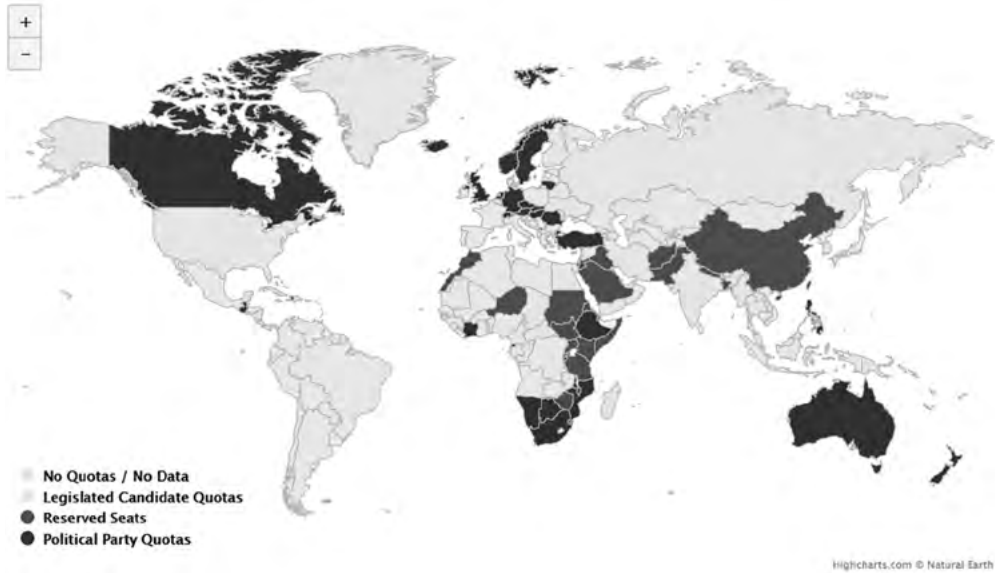 +
−
No Quotas / No Data
Legislated Candidate Quotas
Reserved Seats
Political Party Quotas
Highcharts.com © Natural Earth